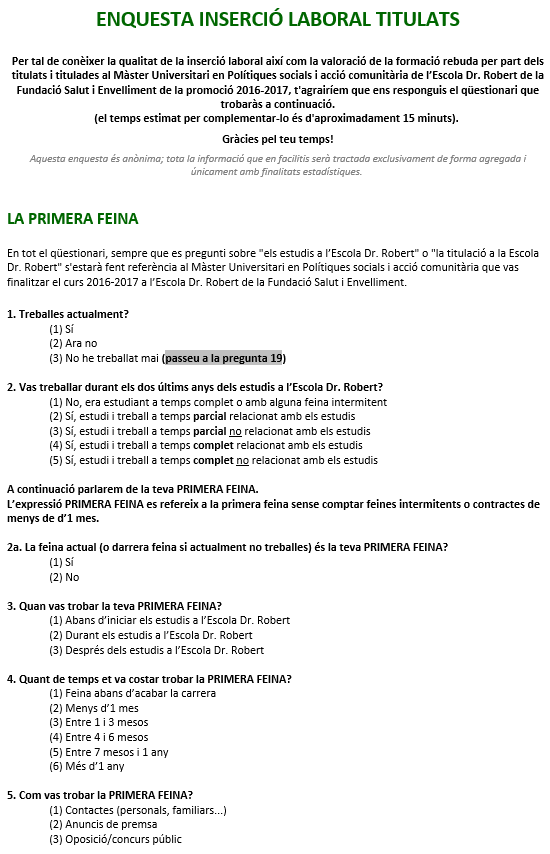 ENQUESTA INSERCIÓ LABORAL TITULATS
Per tal de conèixer la qualitat de la inserció laboral així com la valoració de la formació rebuda per part dels
titulats i titulades al Màster Universitari en Polítiques socials i acció comunitària de l'Escola Dr. Robert de la
Fundació Salut i Envelliment de la promoció 2016-2017, t'agrairíem que ens responguis el qüestionari que
trobaràs a continuació.
(el temps estimat per complementar-lo és d'aproximadament 15 minuts).
Gràcies pel teu temps!
Aquesta enquesta és anònima; tota la informació que en facilitis serà tractada exclusivament de forma agregada i
únicament amb finalitats estadístiques.
LA PRIMERA FEINA
En tot el qüestionari, sempre que es pregunti sobre "els estudis a l'Escola Dr. Robert" o "la titulació a la Escola
Dr. Robert" s'estarà fent referència al Màster Universitari en Polítiques socials i acció comunitària que vas
finalitzar el curs 2016-2017 a l'Escola Dr. Robert de la Fundació Salut i Envelliment.
1. Treballes actualment?
(1) Sí
(2) Ara no
(3) No he treballat mai (passeu a la pregunta 19)
2. Vas treballar durant els dos últims anys dels estudis a l'Escola Dr. Robert?
(1) No, era estudiant a temps complet o amb alguna feina intermitent
(2) Sí, estudi i treball a temps parcial relacionat amb els estudis
(3) Sí, estudi i treball a temps parcial no relacionat amb els estudis
(4) Sí, estudi i treball a temps complet relacionat amb els estudis
(5) Sí, estudi i treball a temps complet no relacionat amb els estudis
A continuació parlarem de la teva PRIMERA FEINA.
L'expressió PRIMERA FEINA es refereix a la primera feina sense comptar feines intermitents o contractes de
menys de d'1 mes.
2a. La feina actual (o darrera feina si actualment no treballes) és la teva PRIMERA FEINA?
(1) Sí
(2) No
3. Quan vas trobar la teva PRIMERA FEINA?
(1) Abans d'iniciar els estudis a l'Escola Dr. Robert
(2) Durant els estudis a l'Escola Dr. Robert
(3) Després dels estudis a l'Escola Dr. Robert
4. Quant de temps et va costar trobar la PRIMERA FEINA?
(1) Feina abans d'acabar la carrera
(2) Menys d'1 mes
(3) Entre 1 i 3 mesos
(4) Entre 4 i 6 mesos
(5) Entre 7 mesos i 1 any
(6) Més d'1 any
5. Com vas trobar la PRIMERA FEINA?
(1) Contactes (personals, familiars...)
(2) Anuncis de premsa
(3) Oposició/concurs públic